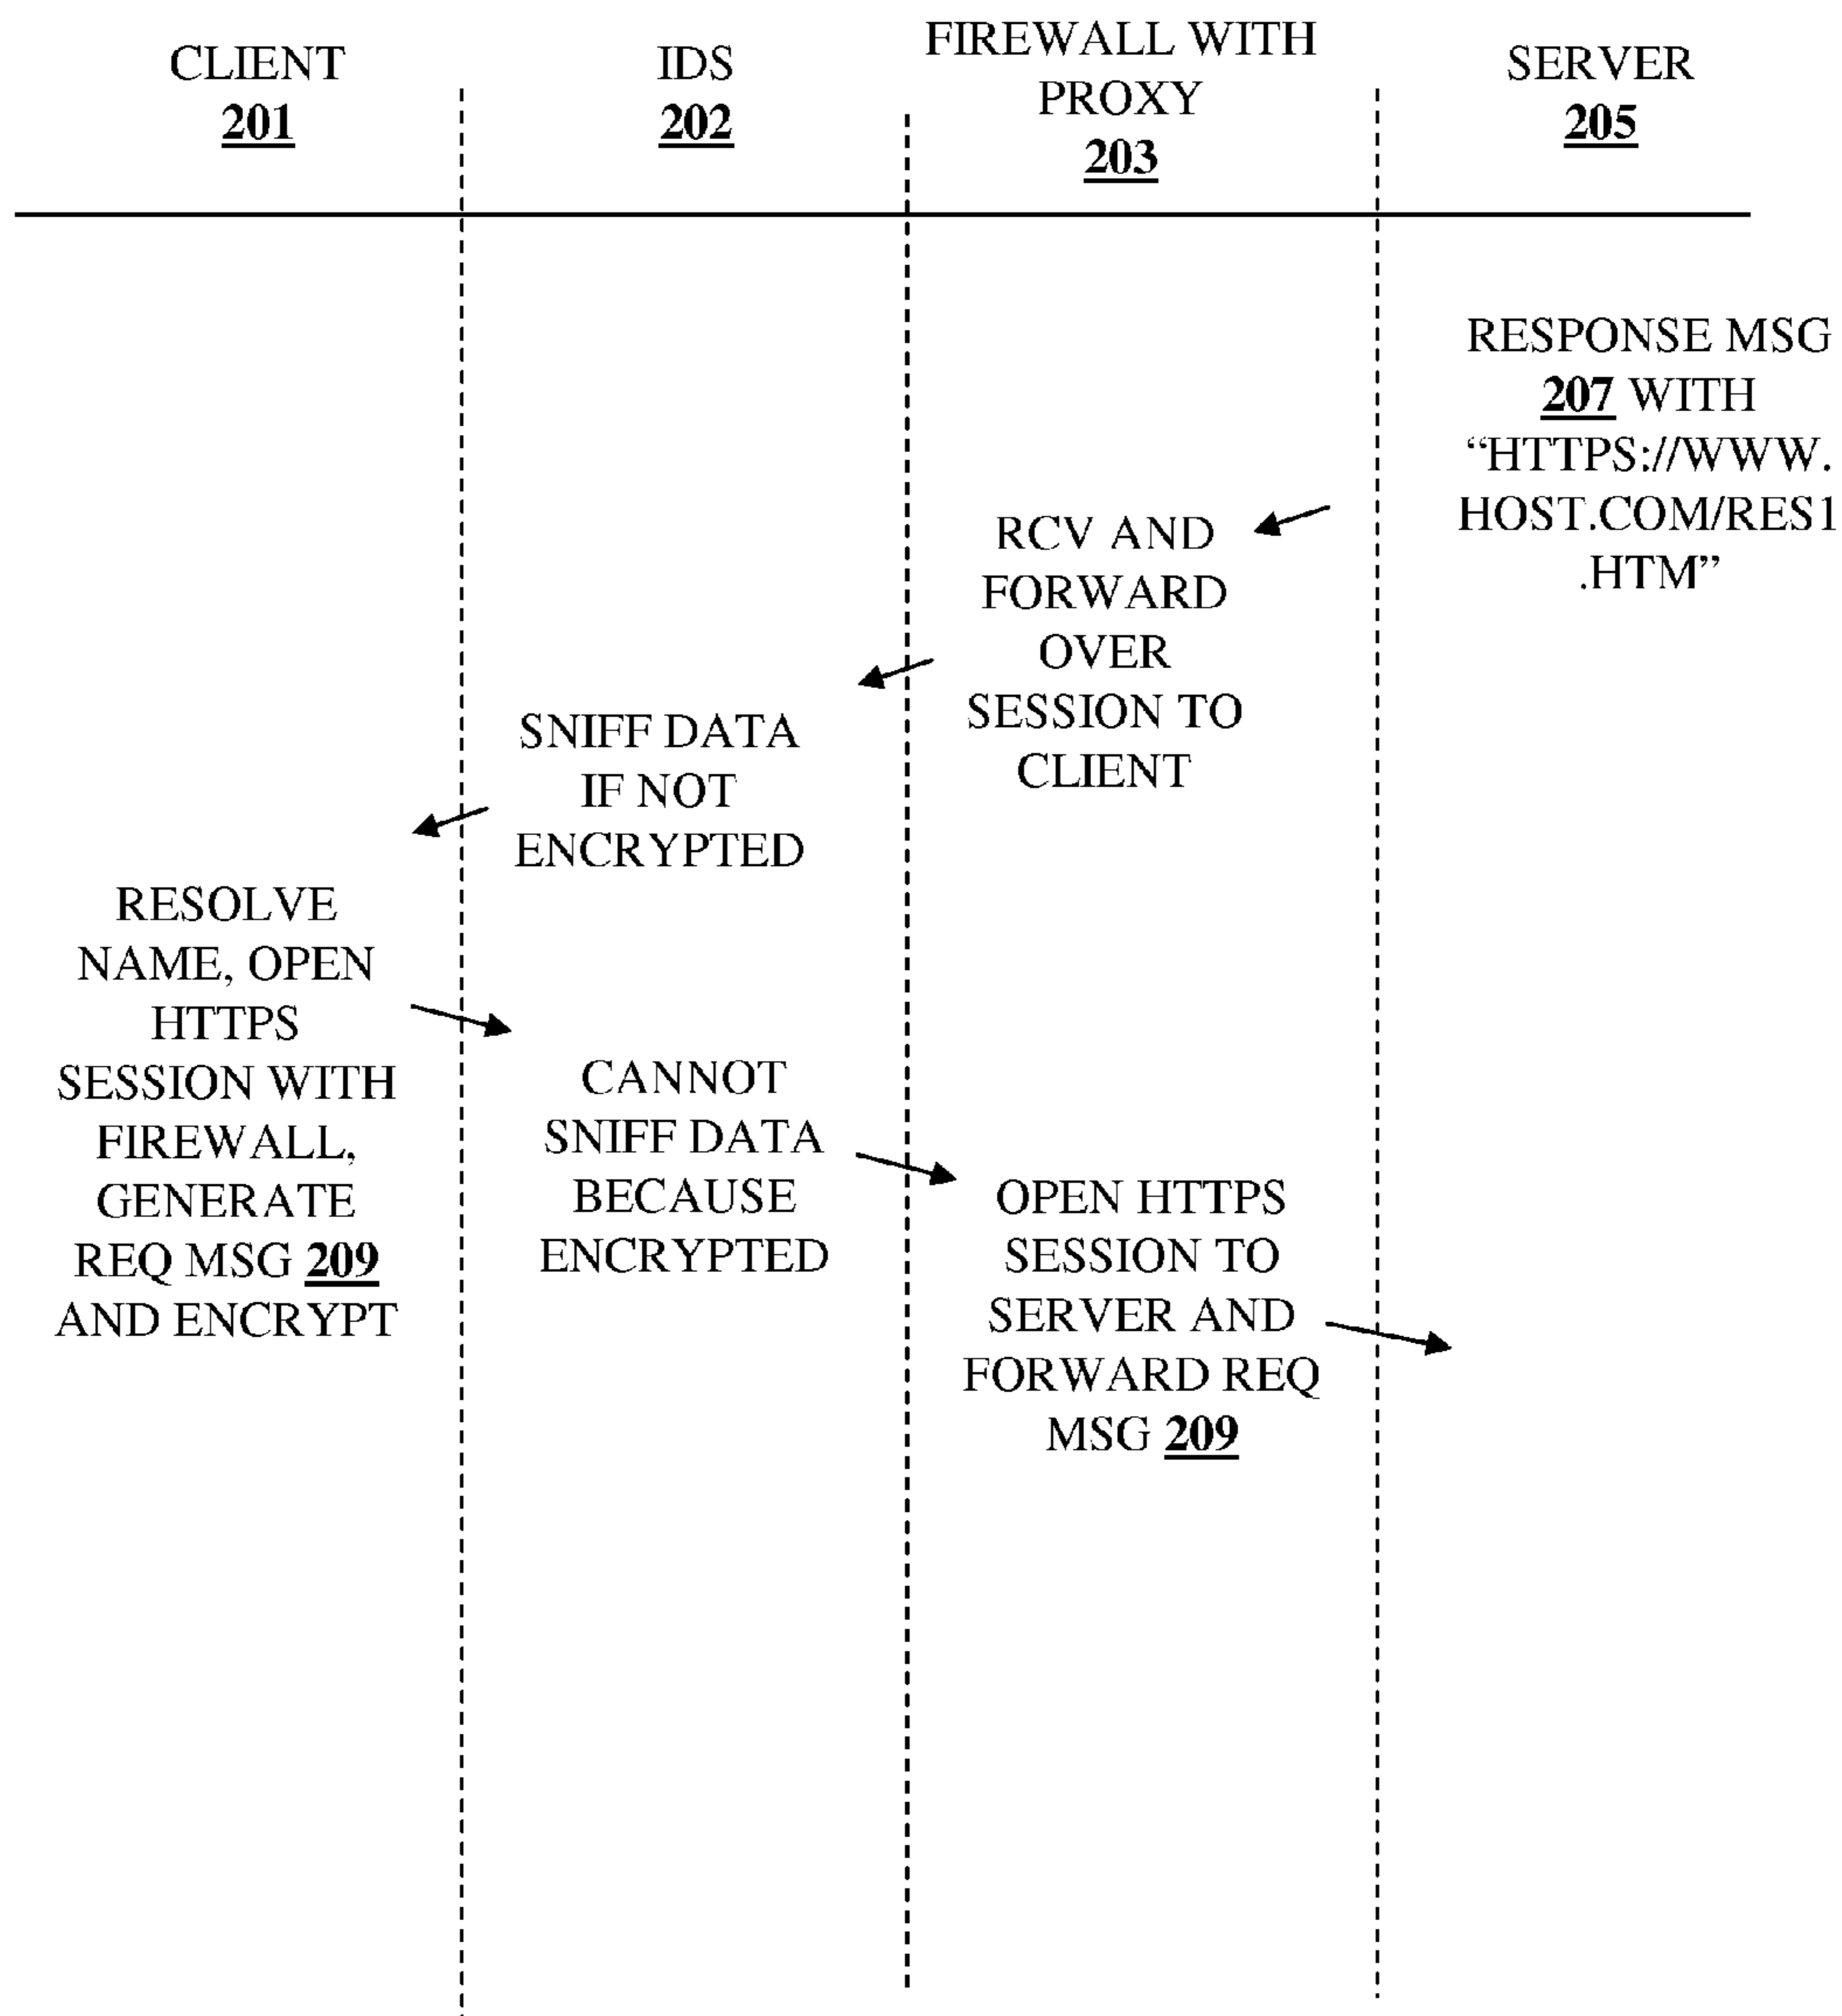 CLIENT
201
IDS
202
FIREWALL WITH
PROXY
203
SERVER
205
RESPONSE MSG
207 WITH
“HTTPS://WWW.
HOST.COM/RES1
.HTM”
RCV AND
FORWARD
OVER
SESSION TO
CLIENT
SNIFF DATA
IF NOT
ENCRYPTED
RESOLVE
NAME, OPEN
HTTPS
SESSION WITH
FIREWALL,
GENERATE
REQ MSG 209
AND ENCRYPT
CANNOT
SNIFF DATA
BECAUSE
ENCRYPTED
OPEN HTTPS
SESSION TO
SERVER AND
FORWARD REQ
MSG 209